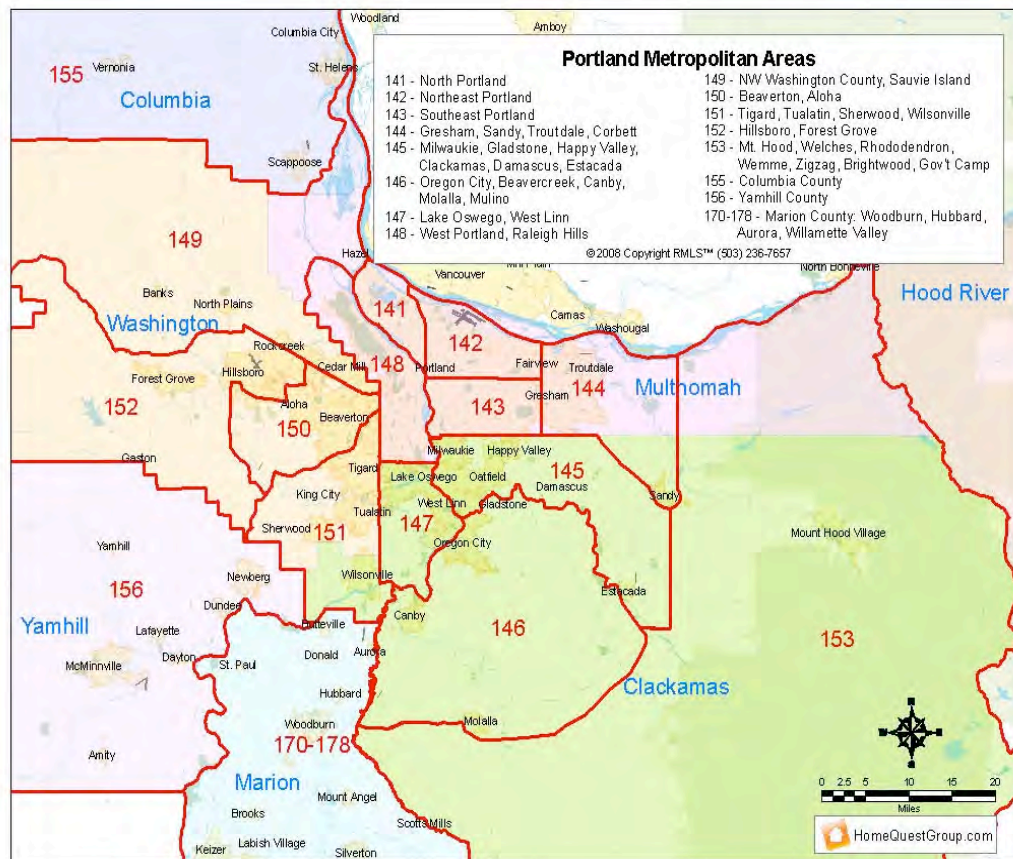 Portland Metropolitan Areas
141 - North Portland
142 - Northeast Portland
143 - Southeast Portland
144 - Gresham, Sandy, Troutdale, Corbett
145 - Milwaukie, Gladstone, Happy Valley,
Clackamas, Damascus, Estacada
146 - Oregon City, Beavercreek, Canby,
Molalla, Mulino
147 - Lake Oswego, West Linn
148 - West Portland, Raleigh Hills
149 - NW Washington County, Sauvie Island
150 - Beaverton, Aloha
151 - Tigard, Tualatin, Sherwood, Wilsonville
152 - Hillsboro, Forest Grove
153 - Mt. Hood, Welches, Rhododendron,
Wemme, Zigzag, Brightwood, Gov't Camp
155 - Columbia County
156 - Yamhill County
170-178 - Marion County: Woodburn, Hubbard,
Aurora, Willamette Valley
©2008 Copyright RMLS™ (503) 236-7657
Woodland
Amboy
Columbia City
St. Helens
155
Vernonia
Columbia
Scappoose
149
Hazel
Vancouver
North Bonneville
Banks
North Plains
141
Camas
Washougal
Hood River
Washington
Rockcreek
142
Cedar Mill
148
Portland
Fairview
Troutdale
Forest Grove
Hillsboro
144
Multnomah
152
Aloha
Beaverton
143
Gresham
150
Gaston
Milwaukie
Happy Valley
Tigard
Lake Oswego
Oatfield
145
Damascus
King City
West Linn
Gladstone
Sandy
Sherwood
151
Tualatin
147
Oregon City
Mount Hood Village
Yamhill
Wilsonville
156
Newberg
Estacada
Dundee
Canby
Yamhill
Butteville
146
153
Lafayette
Dayton
McMinnville
St. Paul
Donald
Aurora
Clackamas
Hubbard
Woodburn
Molalla
170-178
Amity
Marion
Mount Angel
Brooks
Scotts Mills
Labish Village
Keizer
Silverton
0 2.5 5 10 15 20
Miles
HomeQuestGroup.com